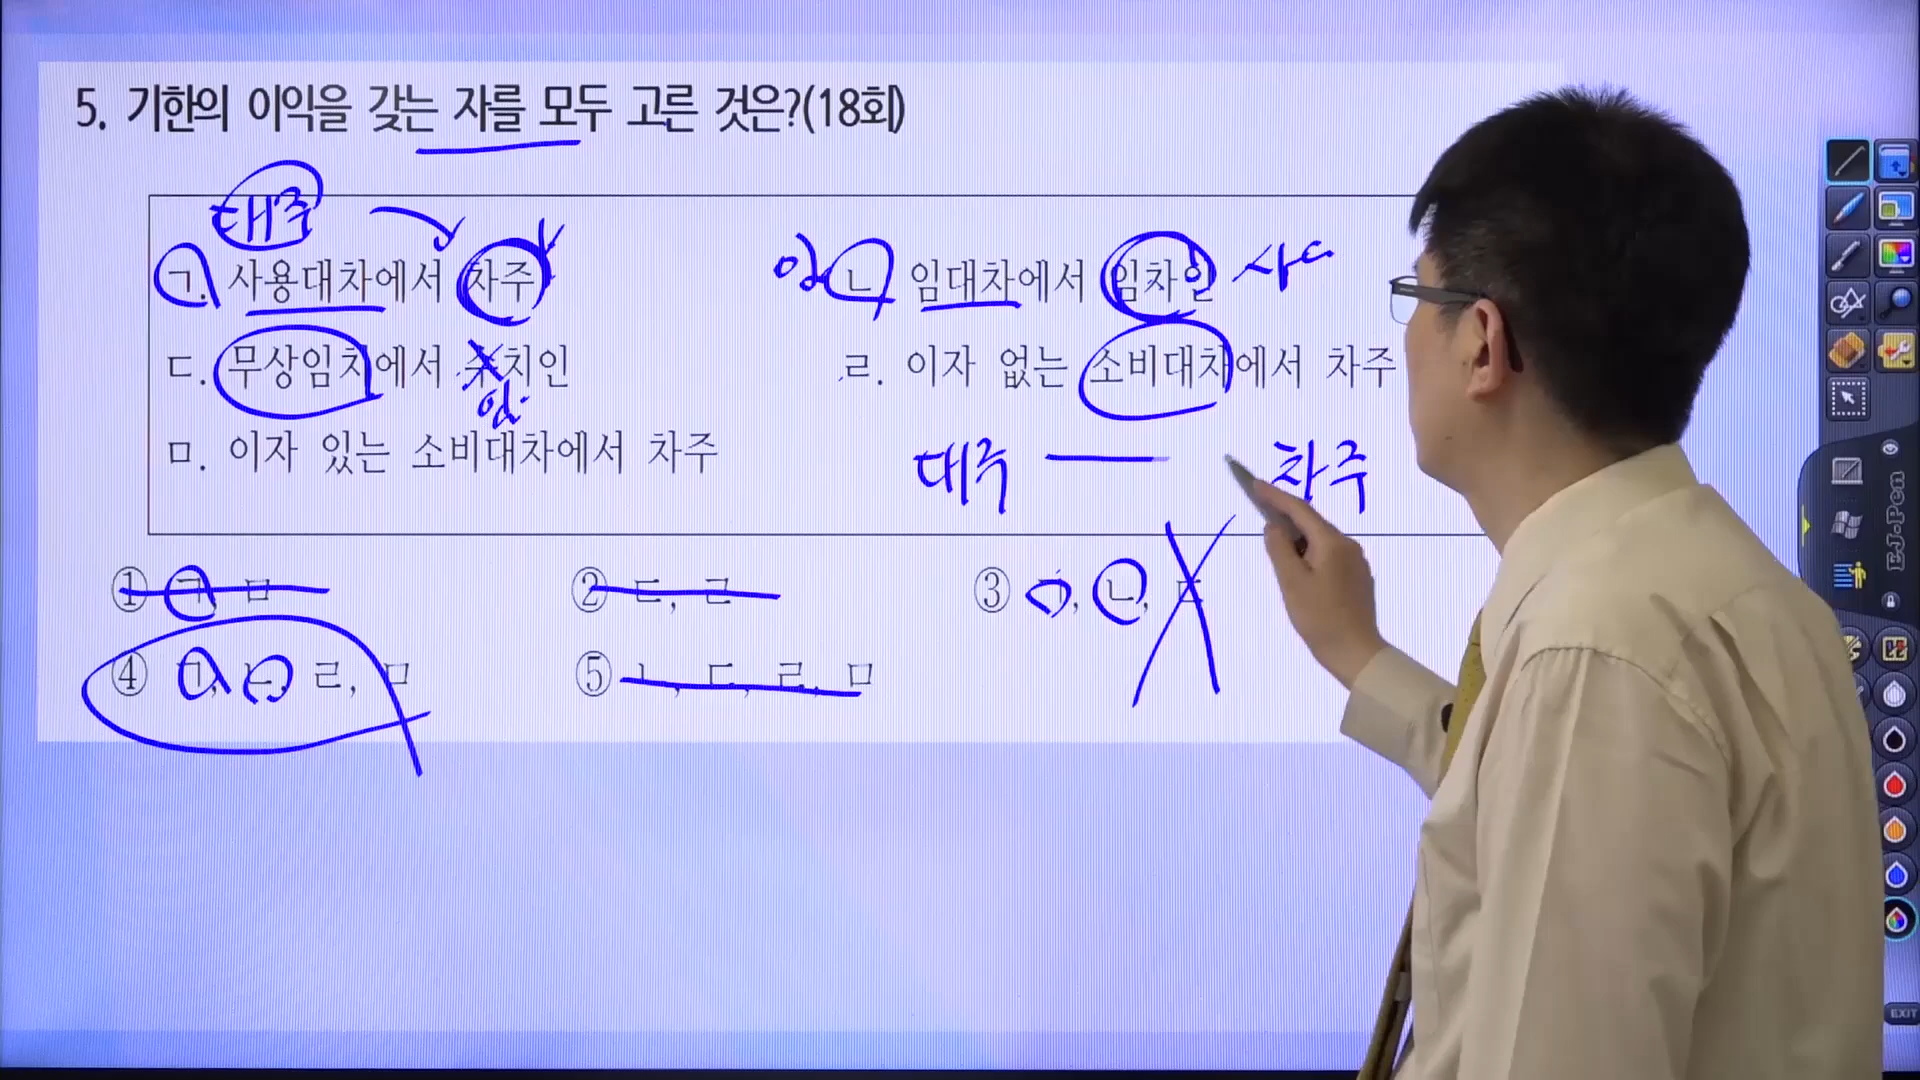 5. 기한의 이익을 갖는 자를 모두 고른 것은?(18회)
대주
ㄱ. 사용대차에서 차주
ㄴ 임대차에서 임차인
ㄷ. 무상임치에서 치인
ㄹ. 이자 없는 소비대차에서 차주
임
ㅁ. 이자 있는 소비대차에서 차주
대주 — 차주
① ㄱ ㅁ
② ㄷ, ㄹ
③ ㄱ, ㄴ, ㄷ
④ ㄱ, ㄴ, ㄹ, ㅁ
⑤ ㄴ, ㄷ, ㄹ, ㅁ
EJ-Pen
EXIT